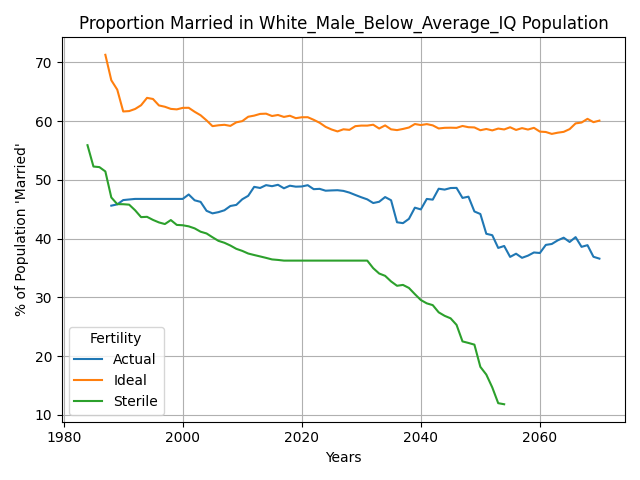 Proportion Married in White_Male_Below_Average_IQ Population
% of Population 'Married'
70
60
50
40
30
20
10
Fertility
Actual
Ideal
Sterile
1980
2000
2020
2040
2060
Years